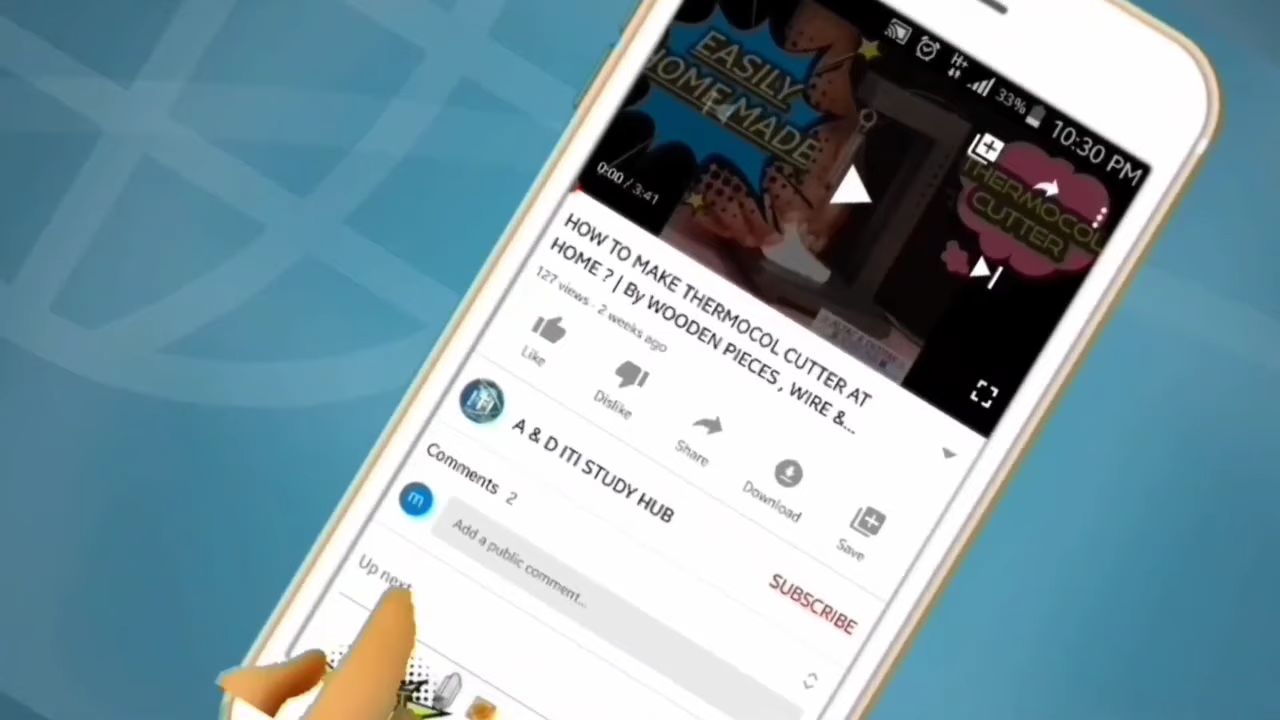 33%
10:30 PM
EASILY
HOME MADE
THERMOCOL
CUTTER
0:00 / 3:41
HOW TO MAKE THERMOCOL CUTTER AT
HOME ? | By WOODEN PIECES , WIRE &...
127 views · 2 weeks ago
Like
Dislike
Share
Download
Save
A & D ITI STUDY HUB
SUBSCRIBE
Comments 2
m
Add a public comment...
Up next